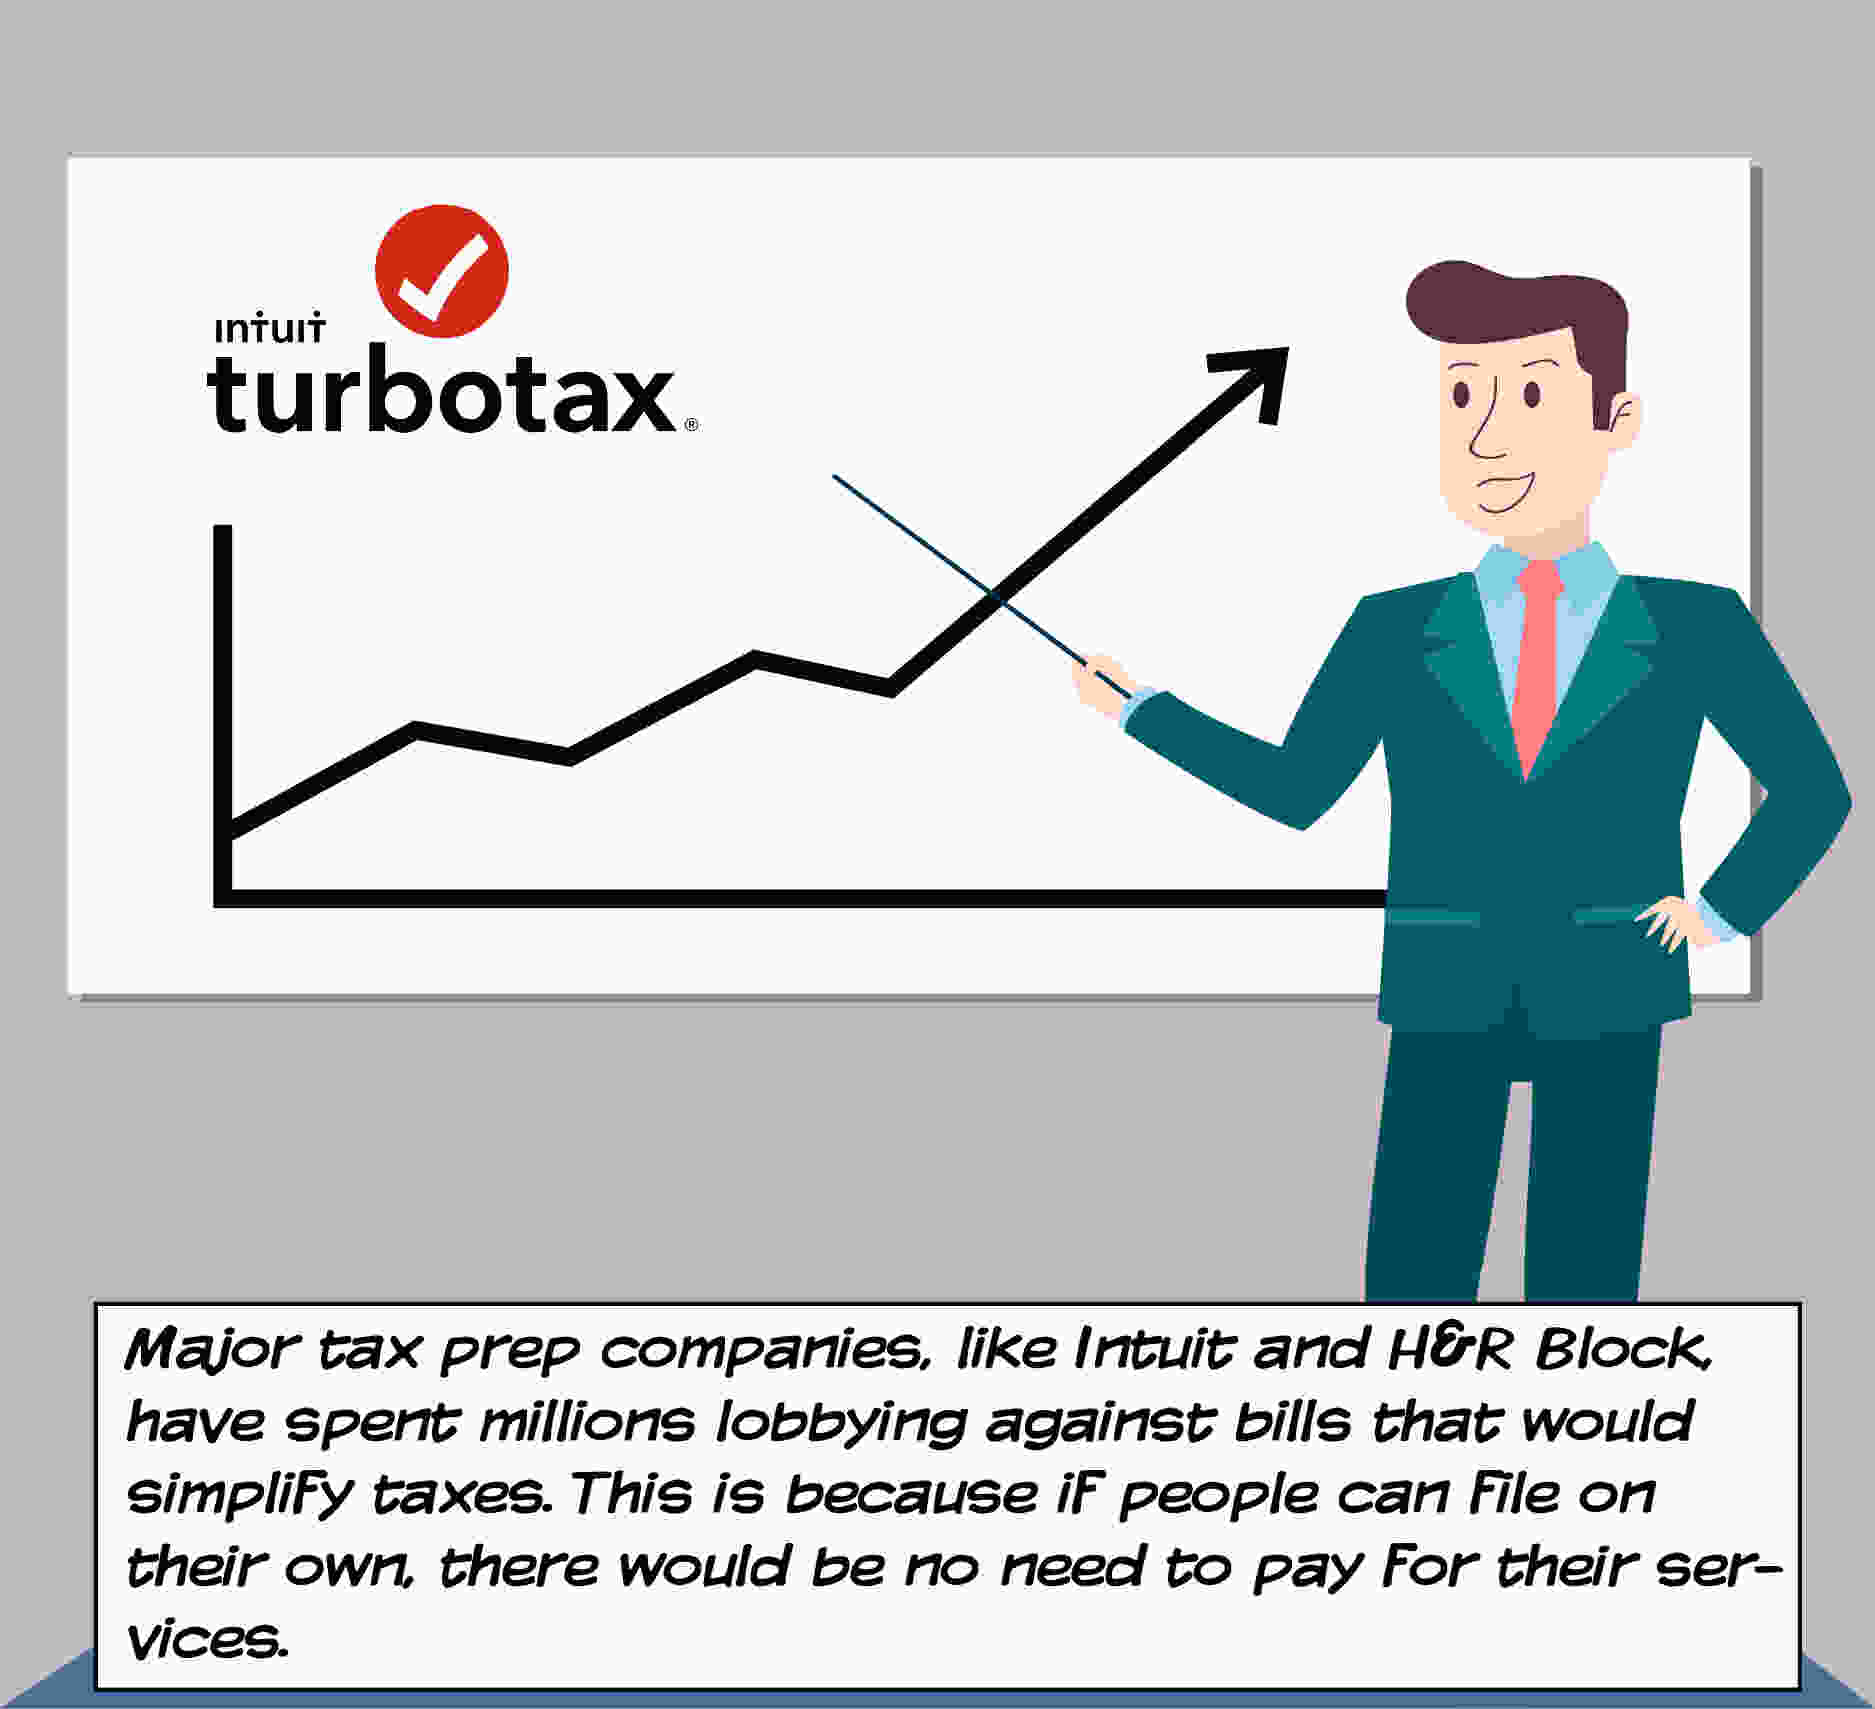 ıntuıt
turbotax®
Major tax prep companies, like Intuit and H&R Block,
have spent millions lobbying against bills that would
simplify taxes. This is because if people can file on
their own, there would be no need to pay for their ser-
vices.